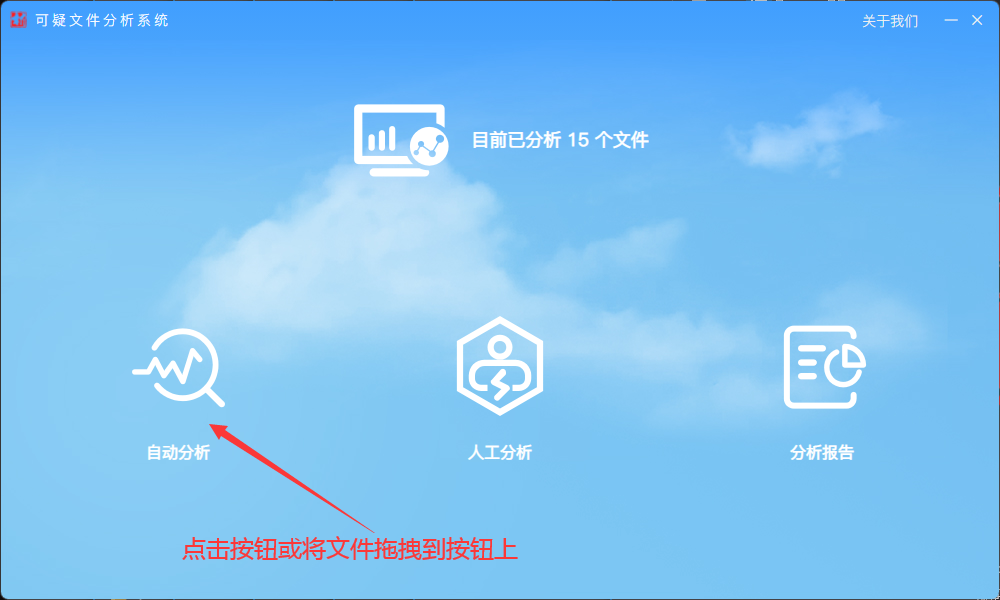 可疑文件分析系统
关于我们
目前已分析 15 个文件
自动分析
人工分析
分析报告
点击按钮或将文件拖拽到按钮上